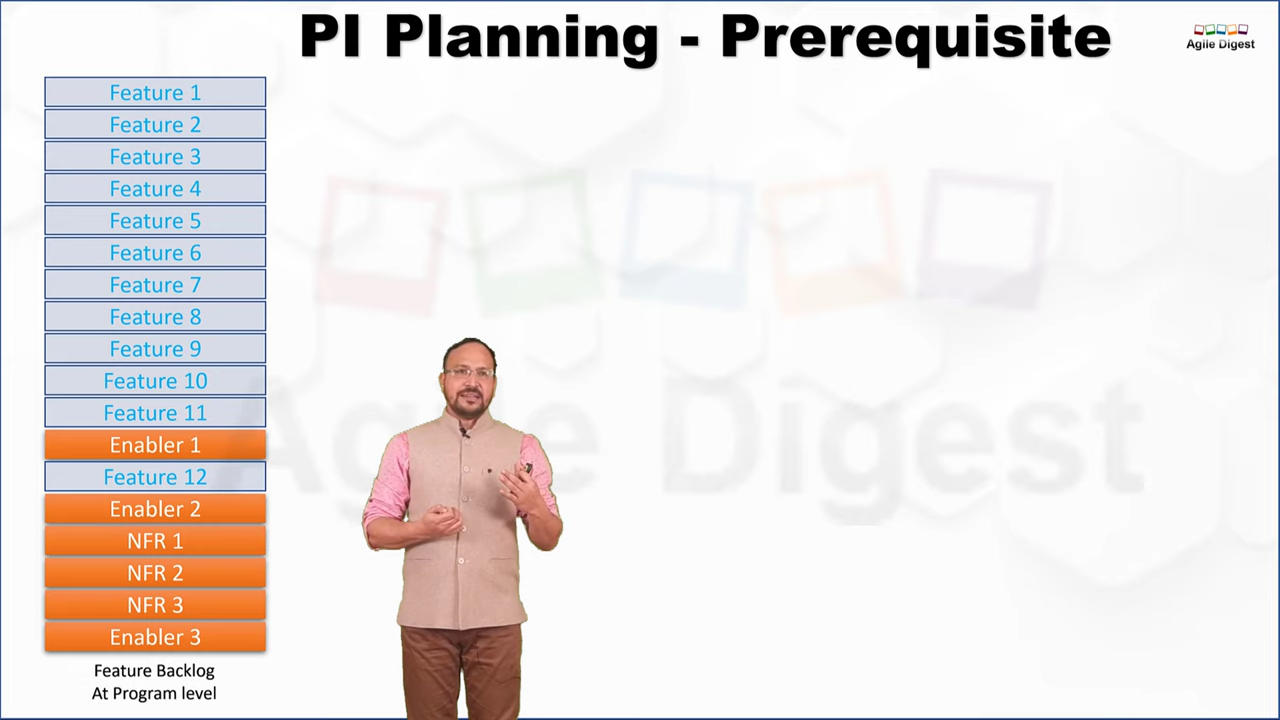 PI Planning - Prerequisite
Agile Digest
Feature 1
Feature 2
Feature 3
Feature 4
Feature 5
Feature 6
Feature 7
Feature 8
Feature 9
Feature 10
Feature 11
Enabler 1
Feature 12
Enabler 2
NFR 1
NFR 2
NFR 3
Enabler 3
Feature Backlog
At Program level
Agile Digest